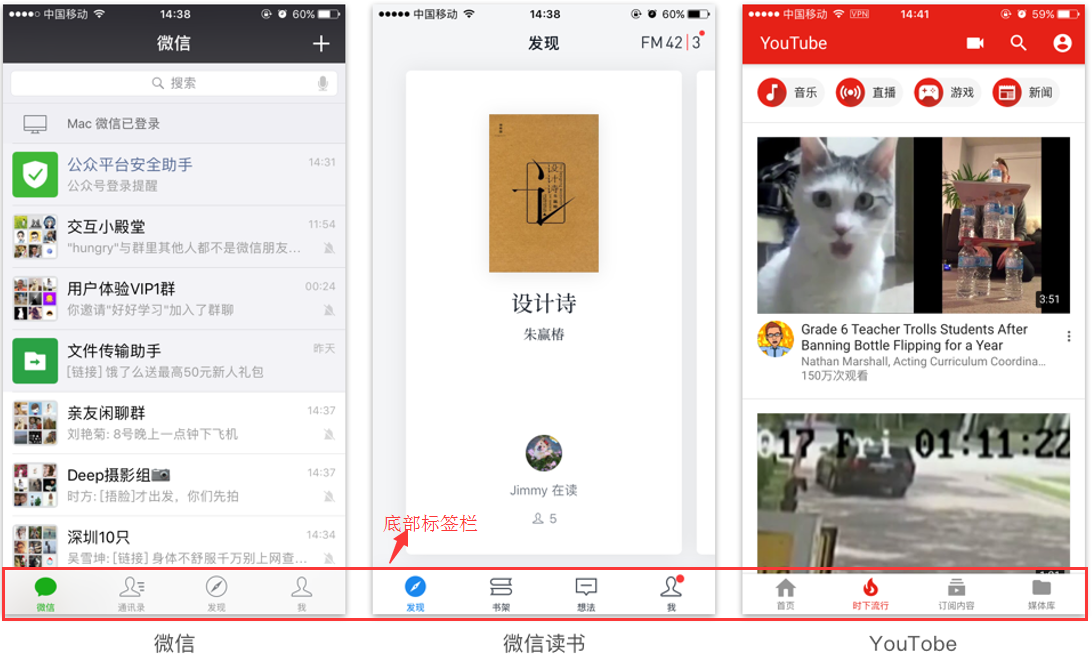 中国移动 14:38 60%
微信
搜索
Mac 微信已登录
公众平台安全助手 14:31
公众号登录提醒
交互小殿堂 11:54
"hungry"与群里其他人都不是微信朋友...
用户体验VIP1群 00:24
你邀请"好好学习"加入了群聊
文件传输助手 昨天
[链接] 饿了么送最高50元新人礼包
亲友闲聊群 14:37
刘艳菊: 8号晚上一点钟下飞机
Deep摄影组 14:37
时方: [捂脸]才出发，你们先拍
深圳10只 14:34
吴雪坤: [链接] 身体不舒服千万别上网查...
微信 通讯录 发现 我
微信
中国移动 14:38 60%
发现 FM 42 3
设计诗
设计诗
朱赢椿
Jimmy 在读
5
底部标签栏
发现 书架 想法 我
微信读书
中国移动 VPN 14:41 59%
YouTube
音乐 直播 游戏 新闻
3:51
Grade 6 Teacher Trolls Students After
Banning Bottle Flipping for a Year
Nathan Marshall, Acting Curriculum Coordina...
150万次观看
017 Fri 01:11:22
首页 时下流行 订阅内容 媒体库
YouTobe